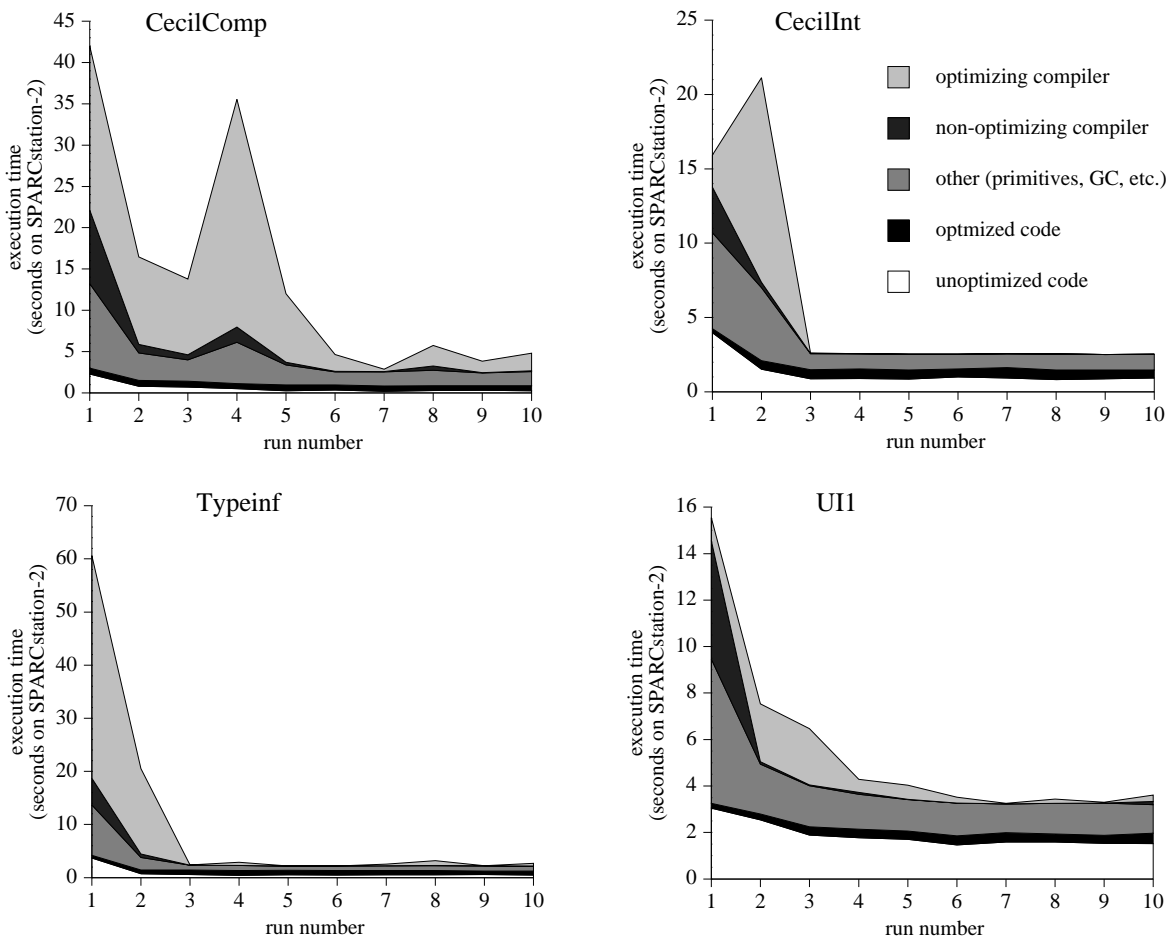 CecilComp
45
40
35
30
25
20
15
10
5
0
execution time
(seconds on SPARCstation-2)
1 2 3 4 5 6 7 8 9 10
run number
CecilInt
25
20
15
10
5
0
execution time
(seconds on SPARCstation-2)
1 2 3 4 5 6 7 8 9 10
run number
optimizing compiler
non-optimizing compiler
other (primitives, GC, etc.)
optmized code
unoptimized code
Typeinf
70
60
50
40
30
20
10
0
execution time
(seconds on SPARCstation-2)
1 2 3 4 5 6 7 8 9 10
run number
UI1
16
14
12
10
8
6
4
2
0
execution time
(seconds on SPARCstation-2)
1 2 3 4 5 6 7 8 9 10
run number